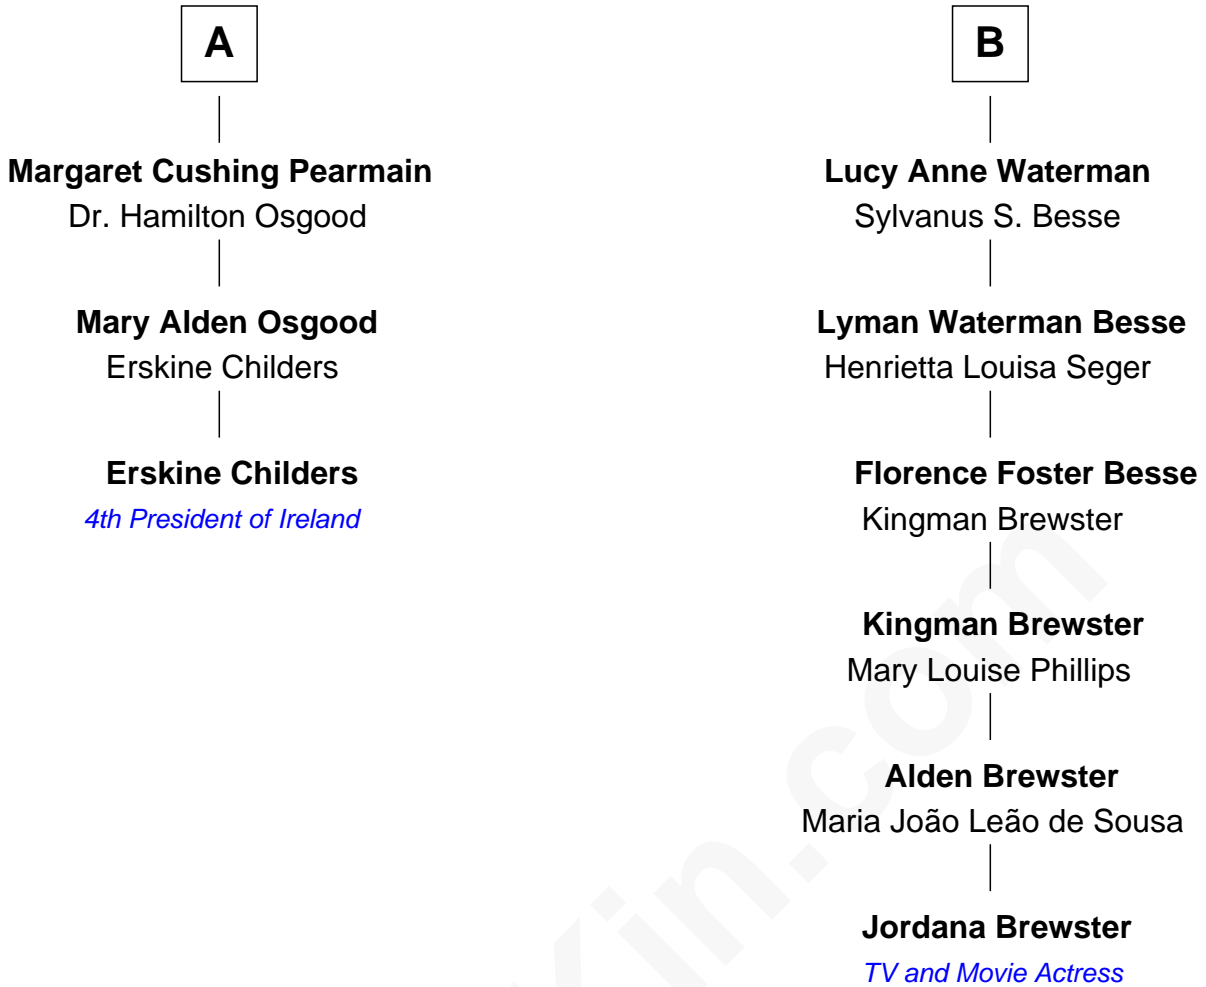 A
Margaret Cushing Pearmain
Dr. Hamilton Osgood
Mary Alden Osgood
Erskine Childers
Erskine Childers
4th President of Ireland
B
Lucy Anne Waterman
Sylvanus S. Besse
Lyman Waterman Besse
Henrietta Louisa Seger
Florence Foster Besse
Kingman Brewster
Kingman Brewster
Mary Louise Phillips
Alden Brewster
Maria João Leão de Sousa
Jordana Brewster
TV and Movie Actress
Kin.com